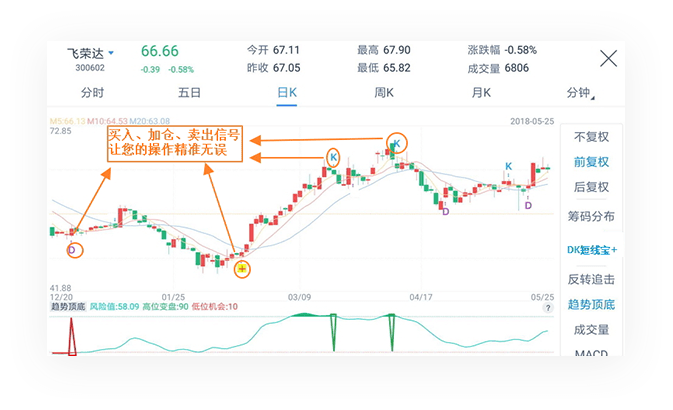 飞荣达
300602
66.66
-0.39 -0.58%
今开 67.11
昨收 67.05
最高 67.90
最低 65.82
涨跌幅 -0.58%
成交量 6806
分时 五日 日K 周K 月K 分钟
M5:66.13 M10:64.53 M20:63.08
2018-05-25
72.85
买入、加仓、卖出信号
让您的操作精准无误
K
K
K
D
D
D
+
41.88
12/20 01/25 03/09 04/17 05/25
趋势顶底 风险值:58.09 高位变盘:90 低位机会:10
?
不复权
前复权
后复权
筹码分布
DK短线宝+
反转追击
趋势顶底
成交量
MACD